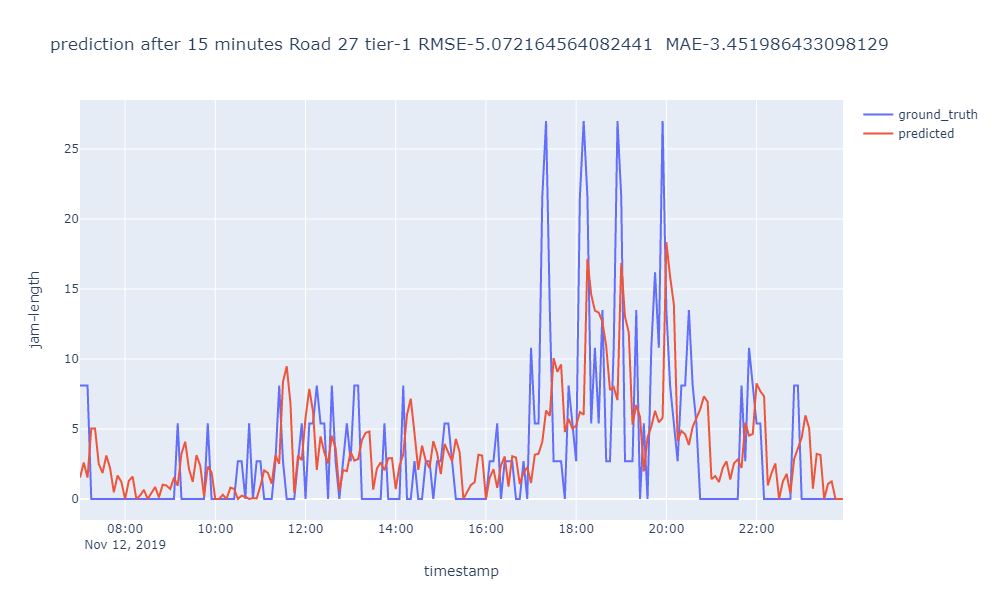 prediction after 15 minutes Road 27 tier-1 RMSE-5.072164564082441  MAE-3.451986433098129
ground_truth
predicted
25
20
15
10
5
0
jam-length
08:00 10:00 12:00 14:00 16:00 18:00 20:00 22:00
Nov 12, 2019
timestamp